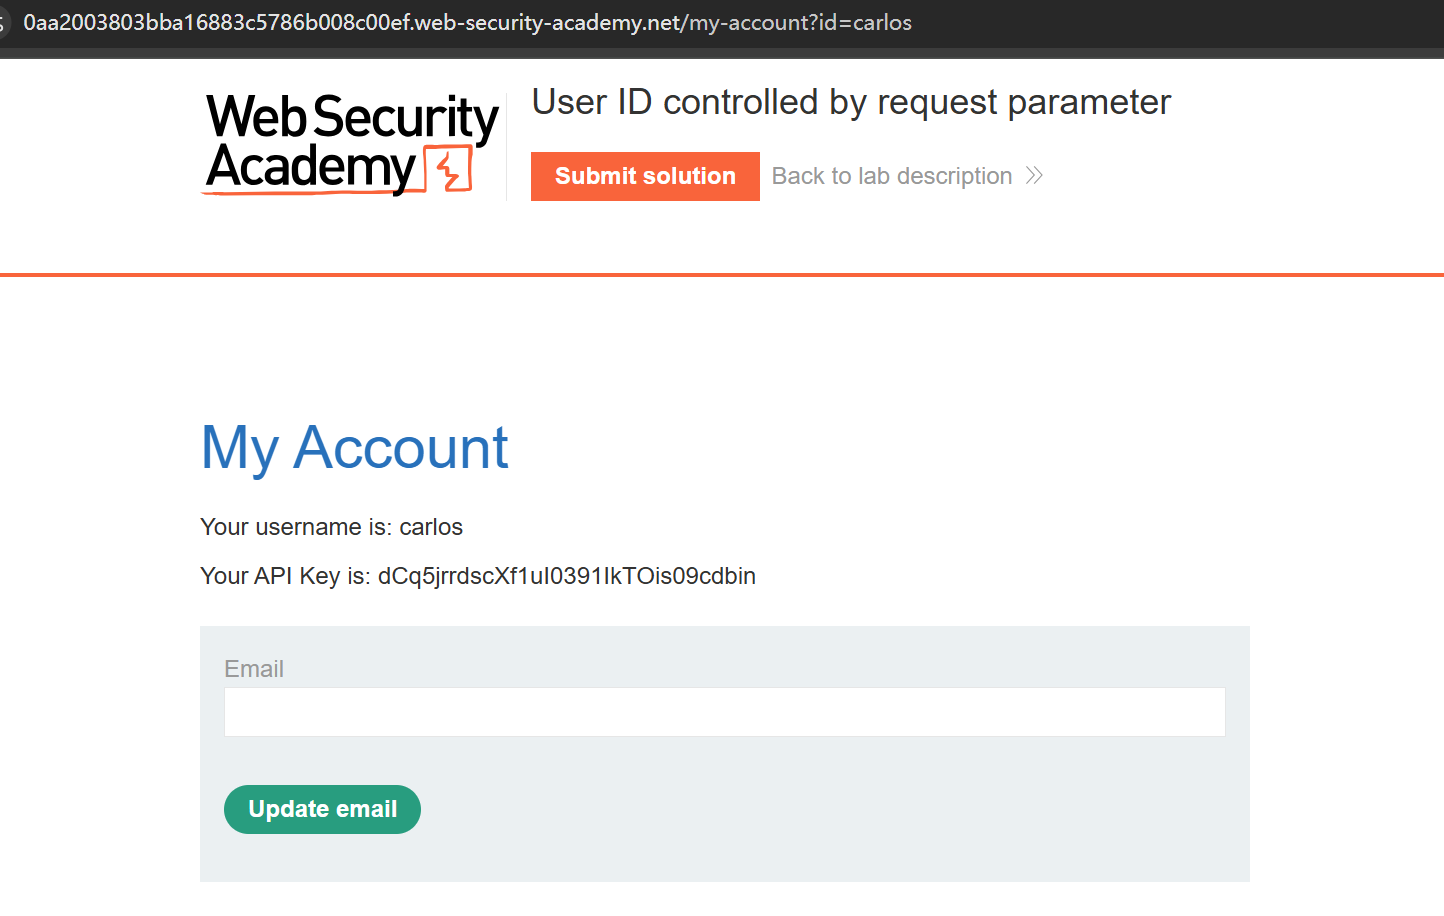 0aa2003803bba16883c5786b008c00ef.web-security-academy.net/my-account?id=carlos
Web Security
Academy
User ID controlled by request parameter
Submit solution
Back to lab description
My Account
Your username is: carlos
Your API Key is: dCq5jrrdscXf1uI0391IkTOis09cdbin
Email
Update email